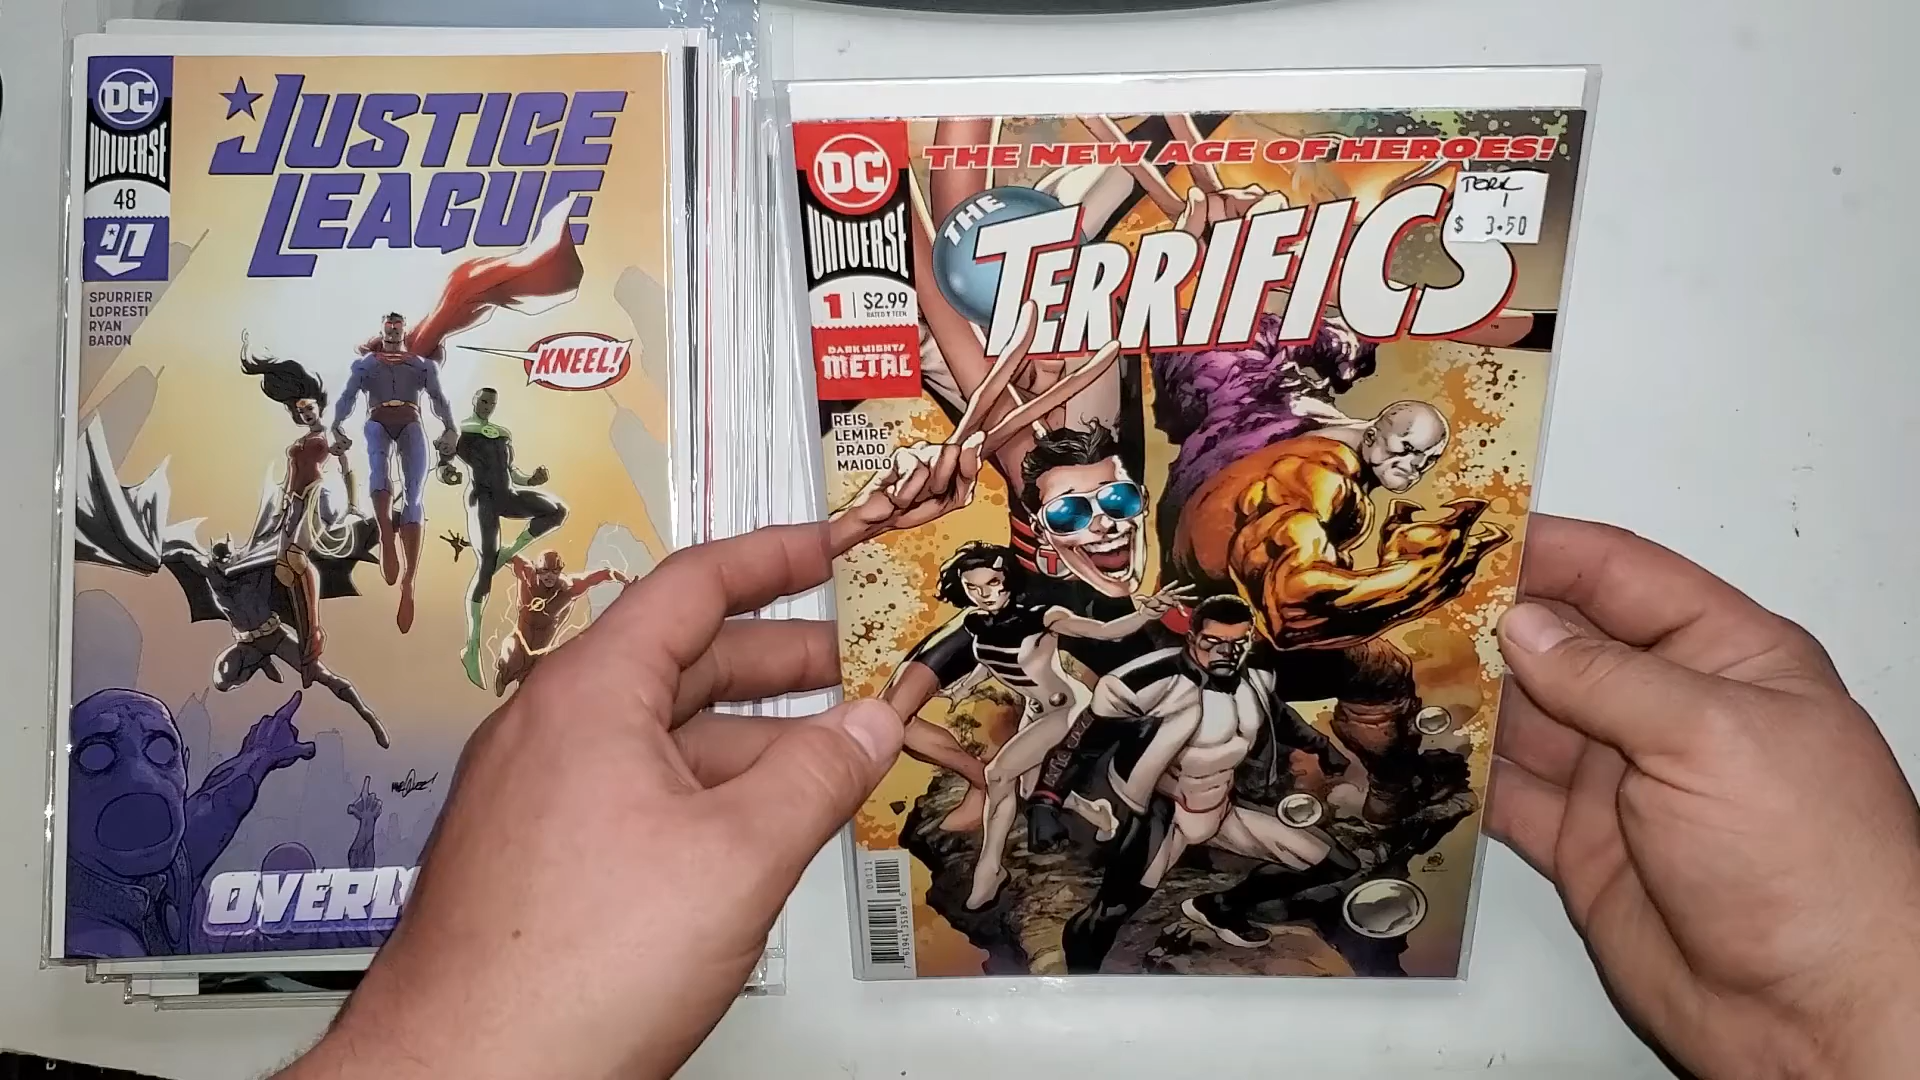 DC
UNIVERSE
48
JUSTICE
LEAGUE
SPURRIER
LOPRESTI
RYAN
BARON
KNEEL!
DC
UNIVERSE
1 $2.99
RATED T TEEN
DARK NIGHTS
METAL
REIS
LEMIRE
PRADO
MAIOLO
THE NEW AGE OF HEROES!
THE
TERRIFICS
$ 3.50
T
00111